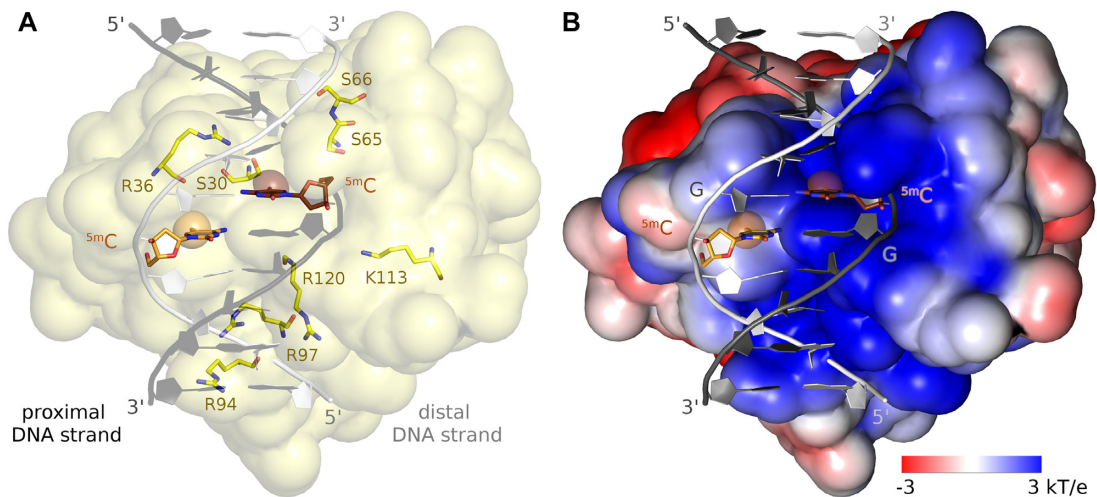 A
5'
3'
S66
S65
R36
S30
5mC
5mC
R120
K113
R97
R94
3'
5'
proximal
DNA strand
distal
DNA strand
B
5'
3'
G
5mC
5mC
G
3'
5'
-3
3 kT/e